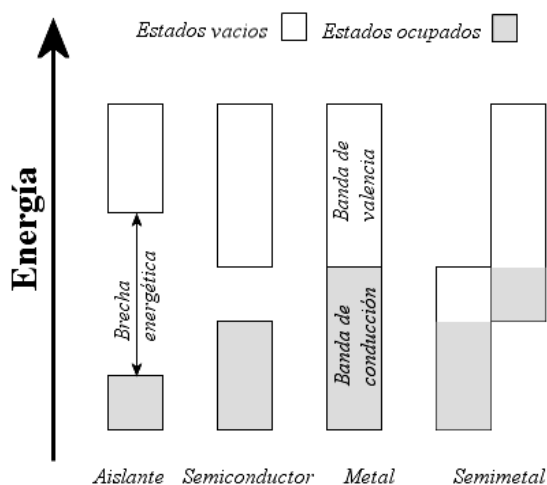 Estados vacios
Estados ocupados
Energía
Brecha
energética
Banda de
valencia
Banda de
conducción
Aislante
Semiconductor
Metal
Semimetal